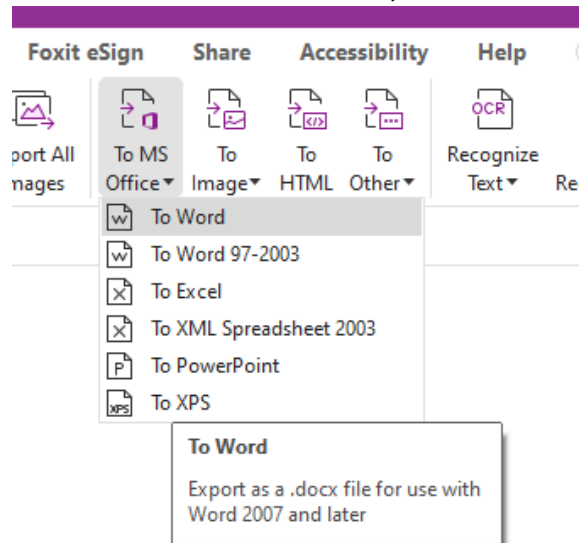 Foxit eSign Share Accessibility Help
port All To MS To To To Recognize
mages Office Image HTML Other Text Re
OCR
To Word
To Word 97-2003
To Excel
To XML Spreadsheet 2003
To PowerPoint
XPS To XPS
To Word
Export as a .docx file for use with
Word 2007 and later